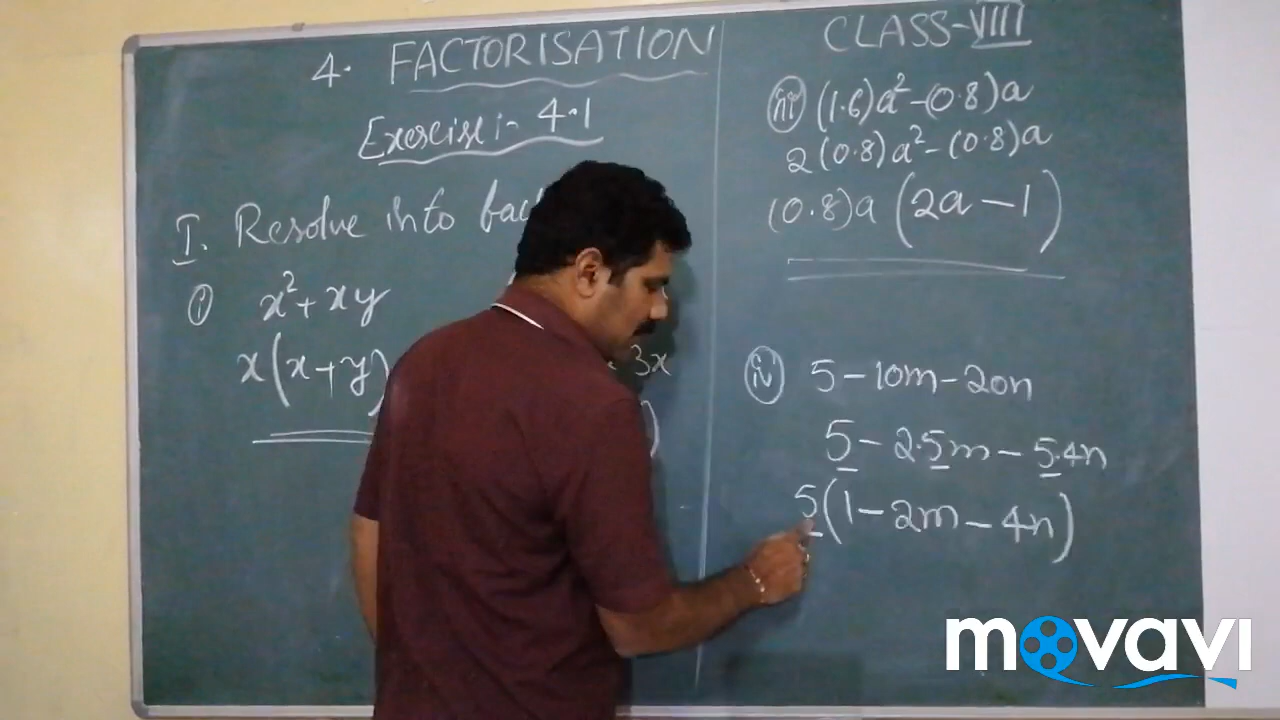 4. FACTORISATION
Exercise:- 4.1
I. Resolve into
(i) x² + xy
x(x+y)
3x
)
CLASS-VIII
(iii) (1.6)a² - (0.8)a
2(0.8)a² - (0.8)a
(0.8)a (2a - 1)
(iv) 5 - 10m - 20n
5 - 2.5m - 5.4n
5(1 - 2m - 4n)
movavi